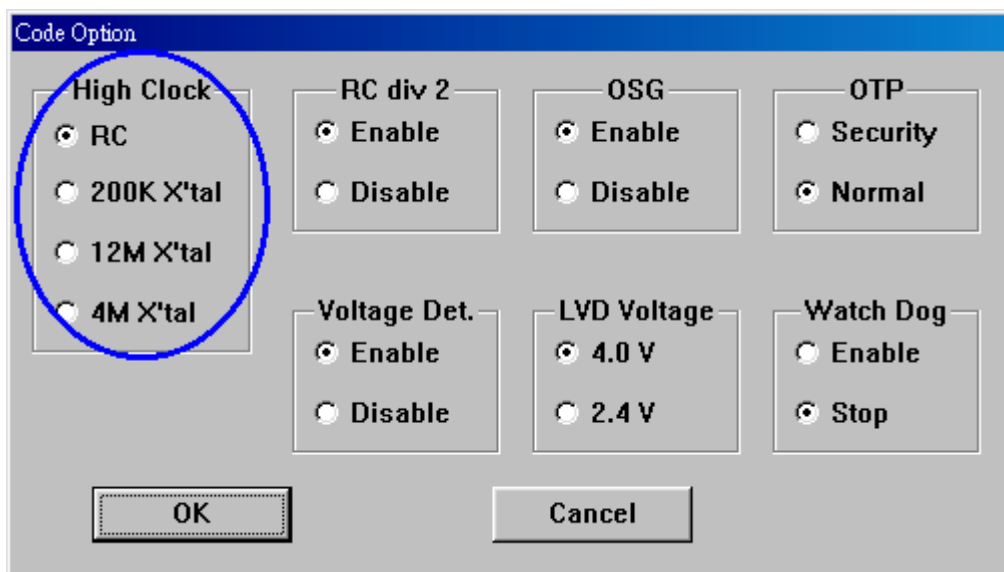 Code Option
High Clock
RC
200K X'tal
12M X'tal
4M X'tal
RC div 2
Enable
Disable
OSG
Enable
Disable
OTP
Security
Normal
Voltage Det.
Enable
Disable
LVD Voltage
4.0 V
2.4 V
Watch Dog
Enable
Stop
OK
Cancel